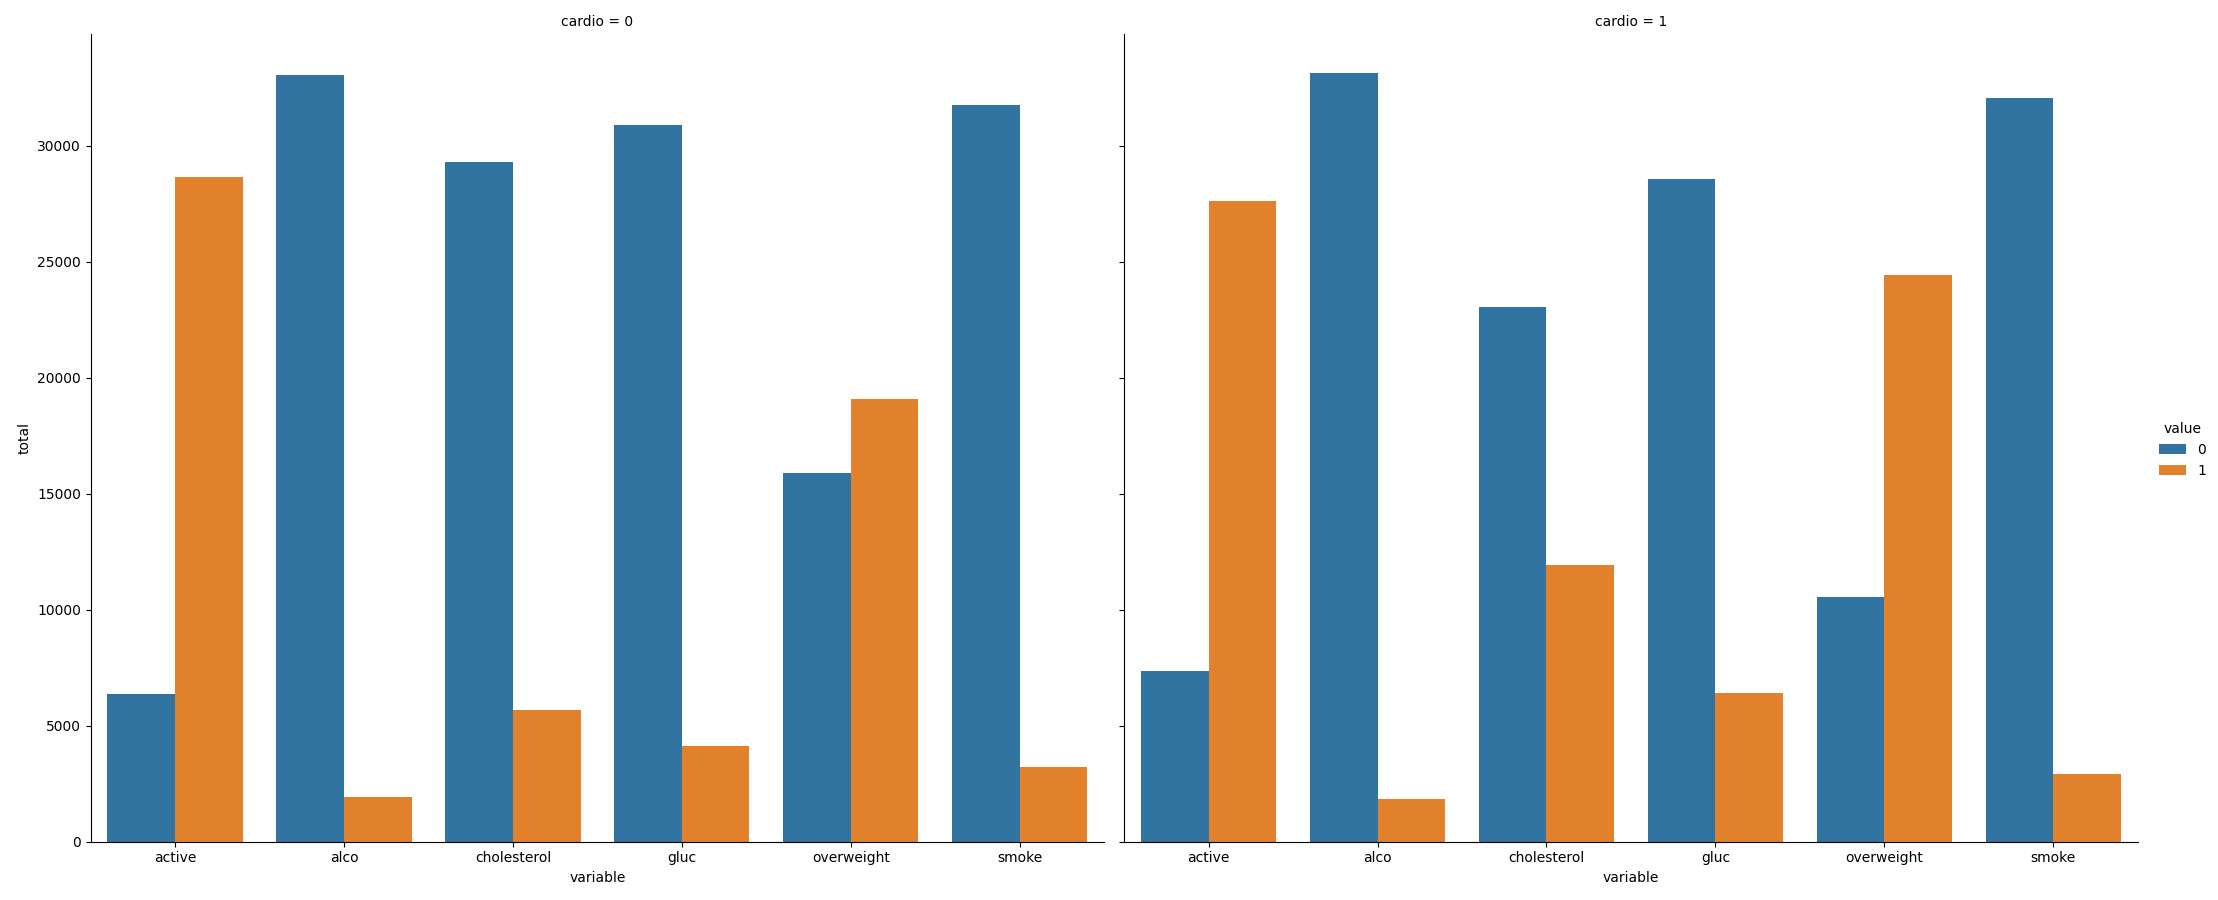 cardio = 0
cardio = 1
30000
25000
20000
15000
10000
5000
0
total
active alco cholesterol gluc overweight smoke
variable
active alco cholesterol gluc overweight smoke
variable
value
0
1